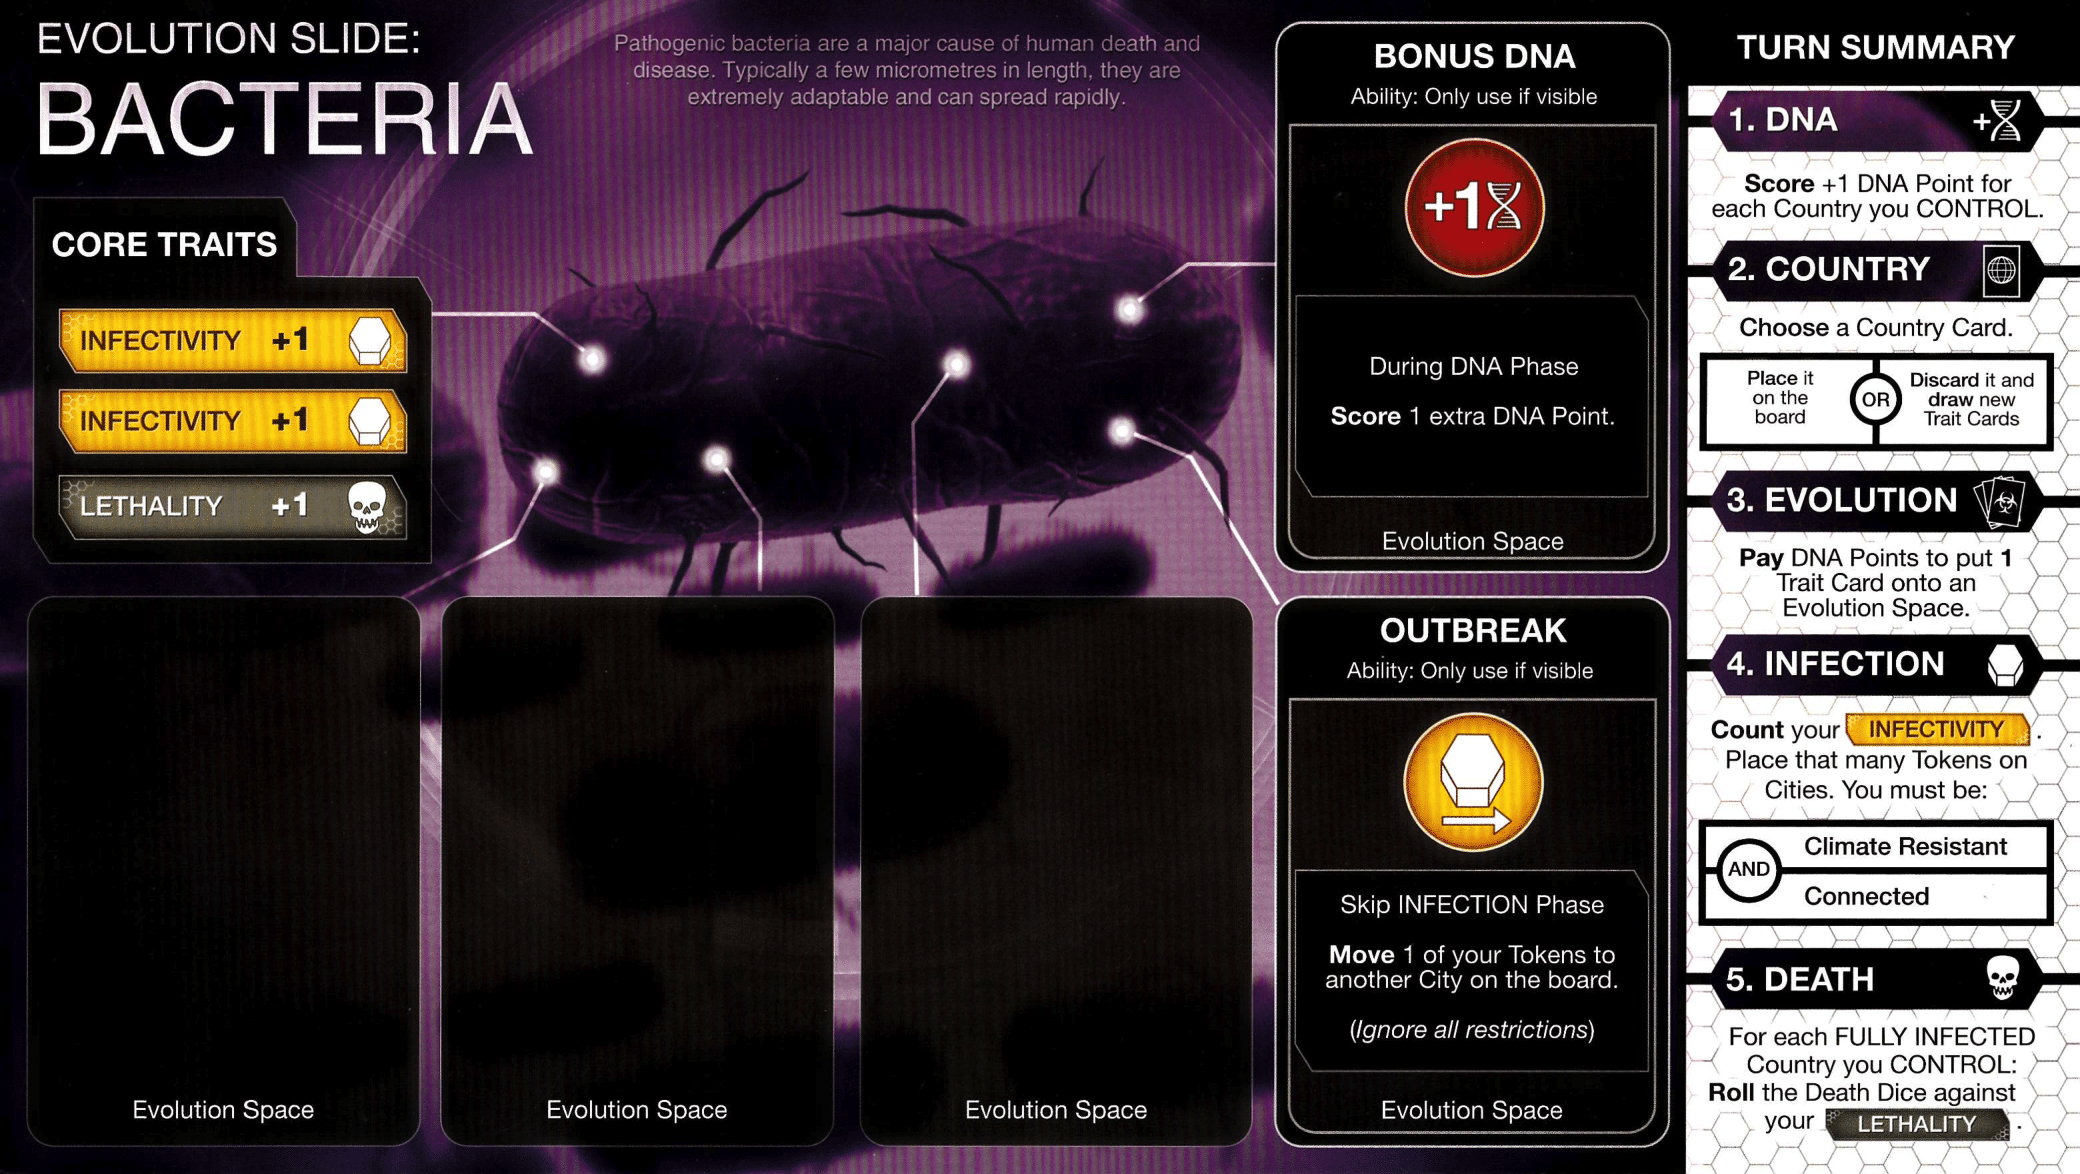 EVOLUTION SLIDE:
BACTERIA
Pathogenic bacteria are a major cause of human death and
disease. Typically a few micrometres in length, they are
extremely adaptable and can spread rapidly.
CORE TRAITS
INFECTIVITY +1
INFECTIVITY +1
LETHALITY +1
Evolution Space
Evolution Space
Evolution Space
BONUS DNA
Ability: Only use if visible
+1
During DNA Phase
Score 1 extra DNA Point.
Evolution Space
OUTBREAK
Ability: Only use if visible
Skip INFECTION Phase
Move 1 of your Tokens to
another City on the board.
(Ignore all restrictions)
Evolution Space
TURN SUMMARY
1. DNA +
Score +1 DNA Point for
each Country you CONTROL.
2. COUNTRY
Choose a Country Card.
Place it
on the
board
OR
Discard it and
draw new
Trait Cards
3. EVOLUTION
Pay DNA Points to put 1
Trait Card onto an
Evolution Space.
4. INFECTION
Count your INFECTIVITY.
Place that many Tokens on
Cities. You must be:
AND
Climate Resistant
Connected
5. DEATH
For each FULLY INFECTED
Country you CONTROL:
Roll the Death Dice against
your LETHALITY.